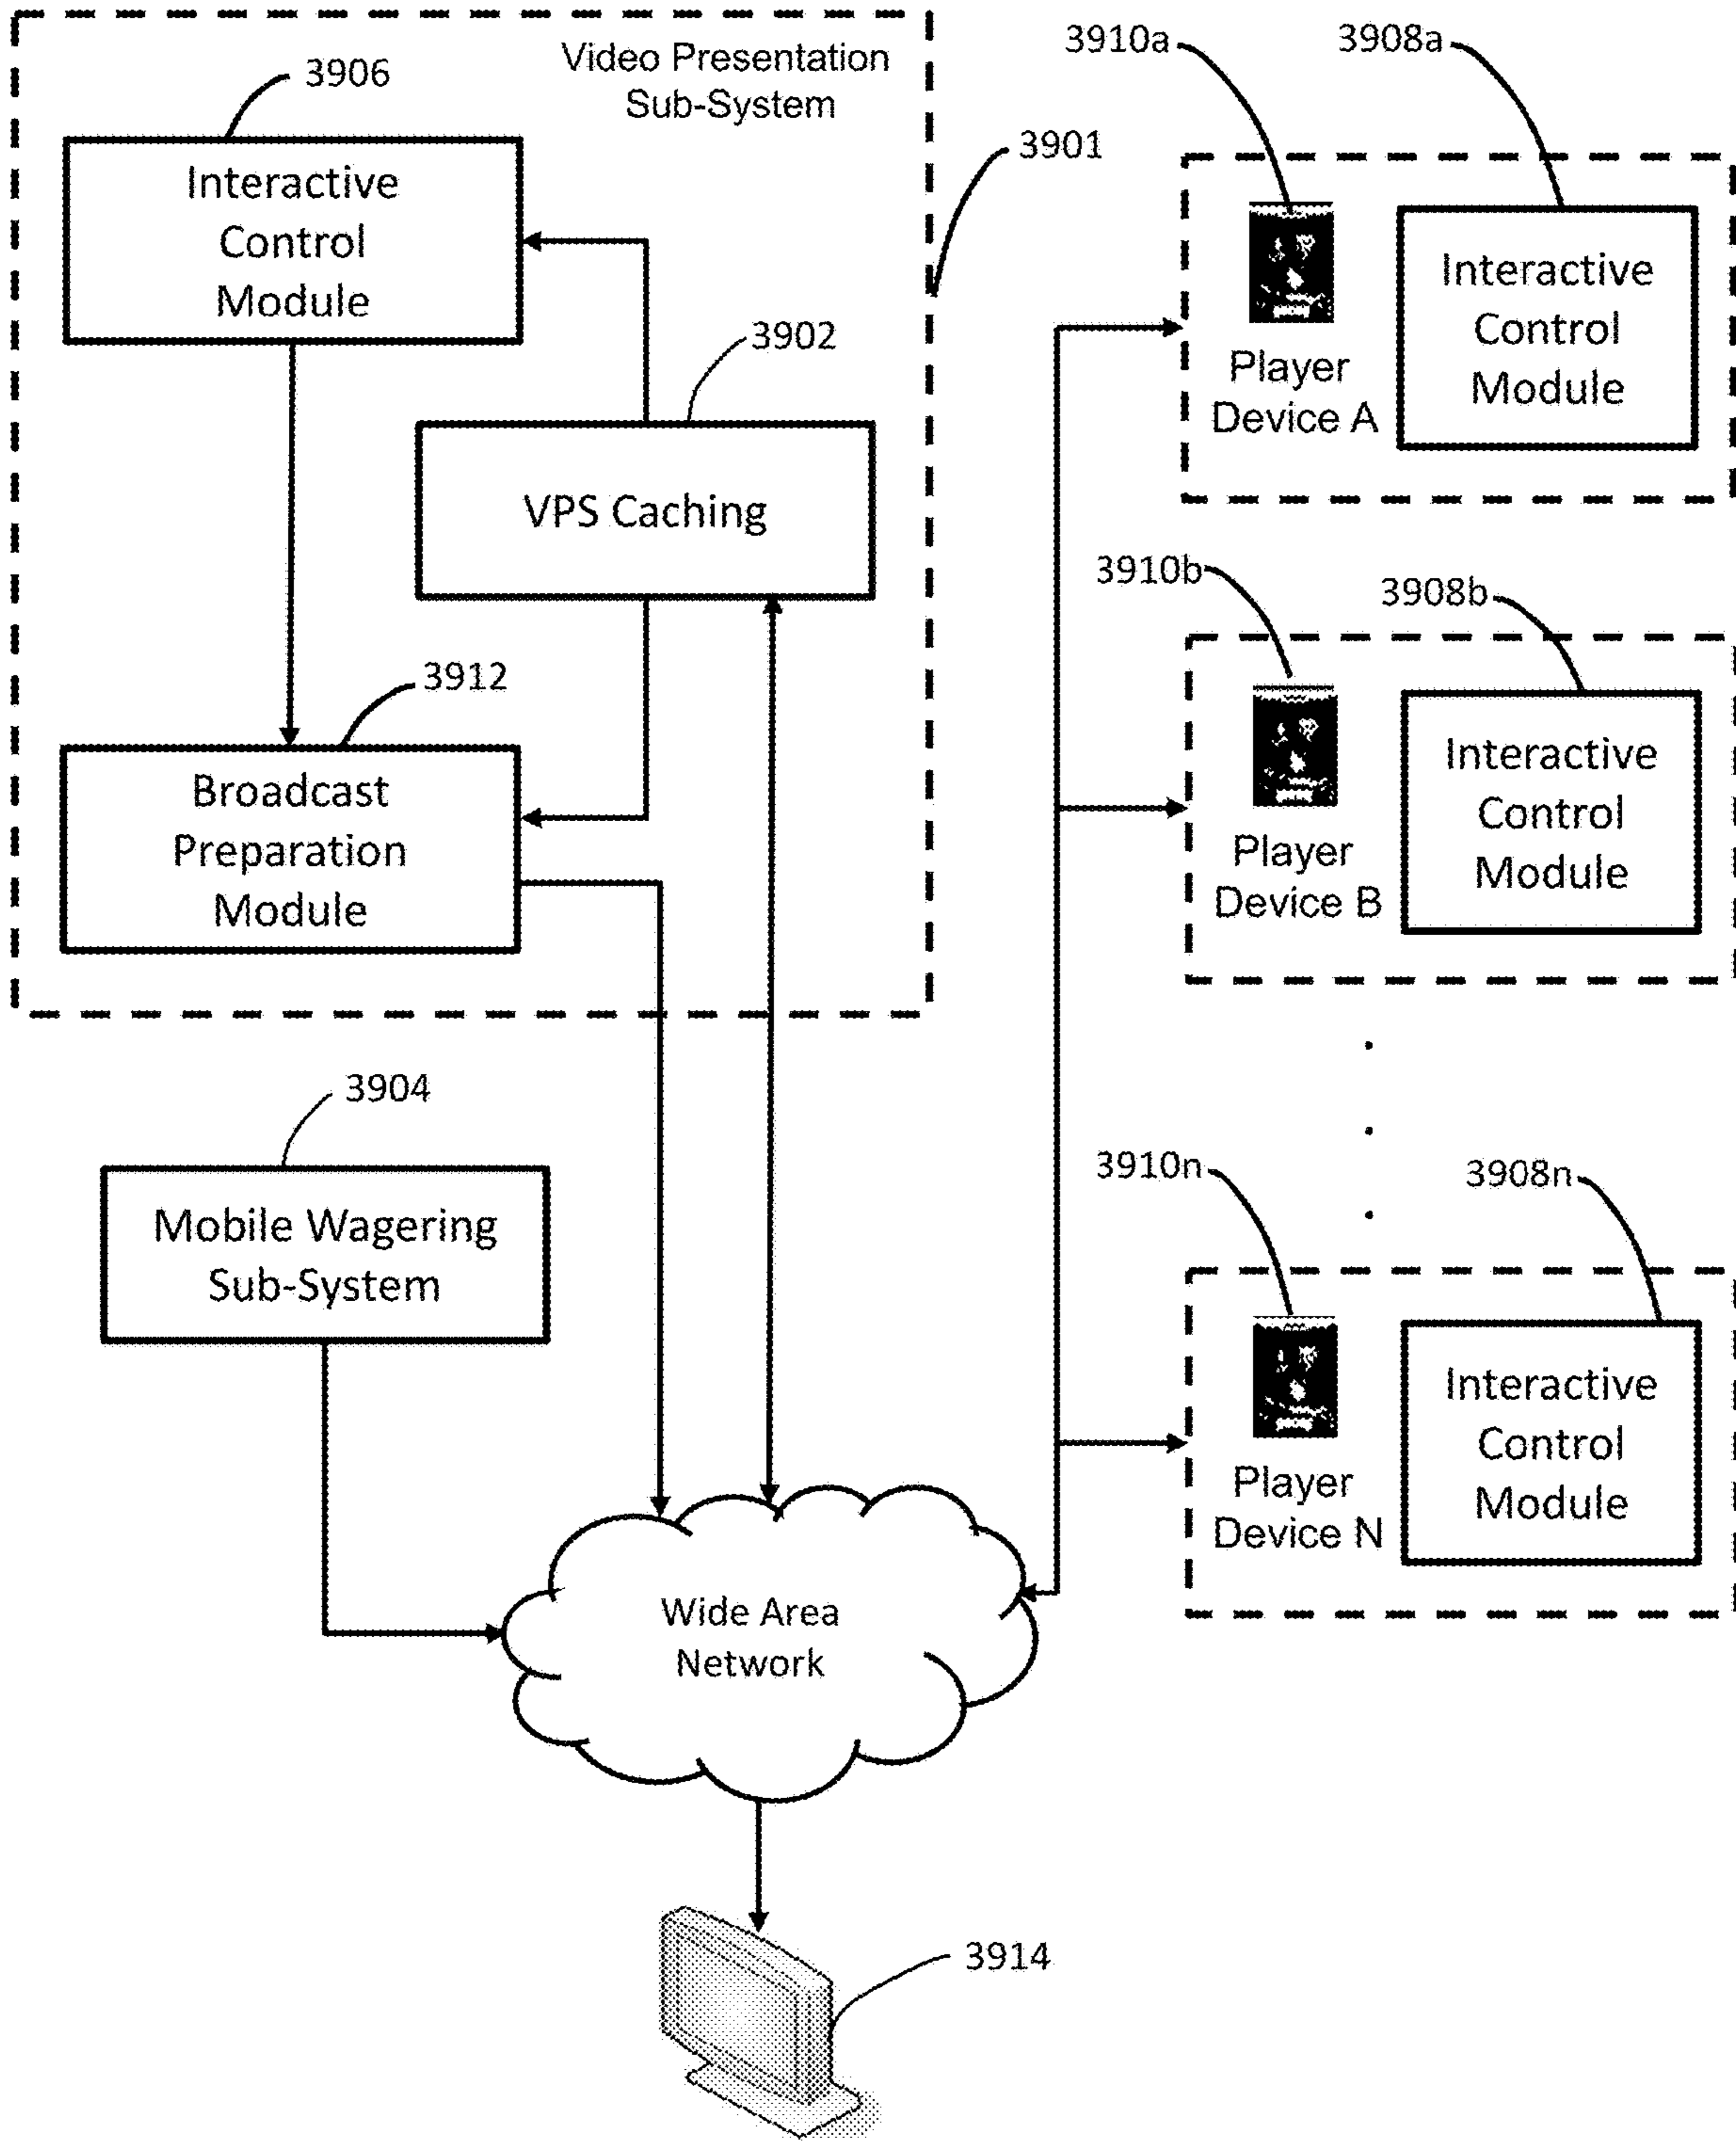 Video Presentation
Sub-System
3906
3901
Interactive
Control
Module
3902
VPS Caching
3912
Broadcast
Preparation
Module
3904
Mobile Wagering
Sub-System
Wide Area
Network
3914
3910a
3908a
Player
Device A
Interactive
Control
Module
3910b
3908b
Player
Device B
Interactive
Control
Module
3910n
3908n
Player
Device N
Interactive
Control
Module